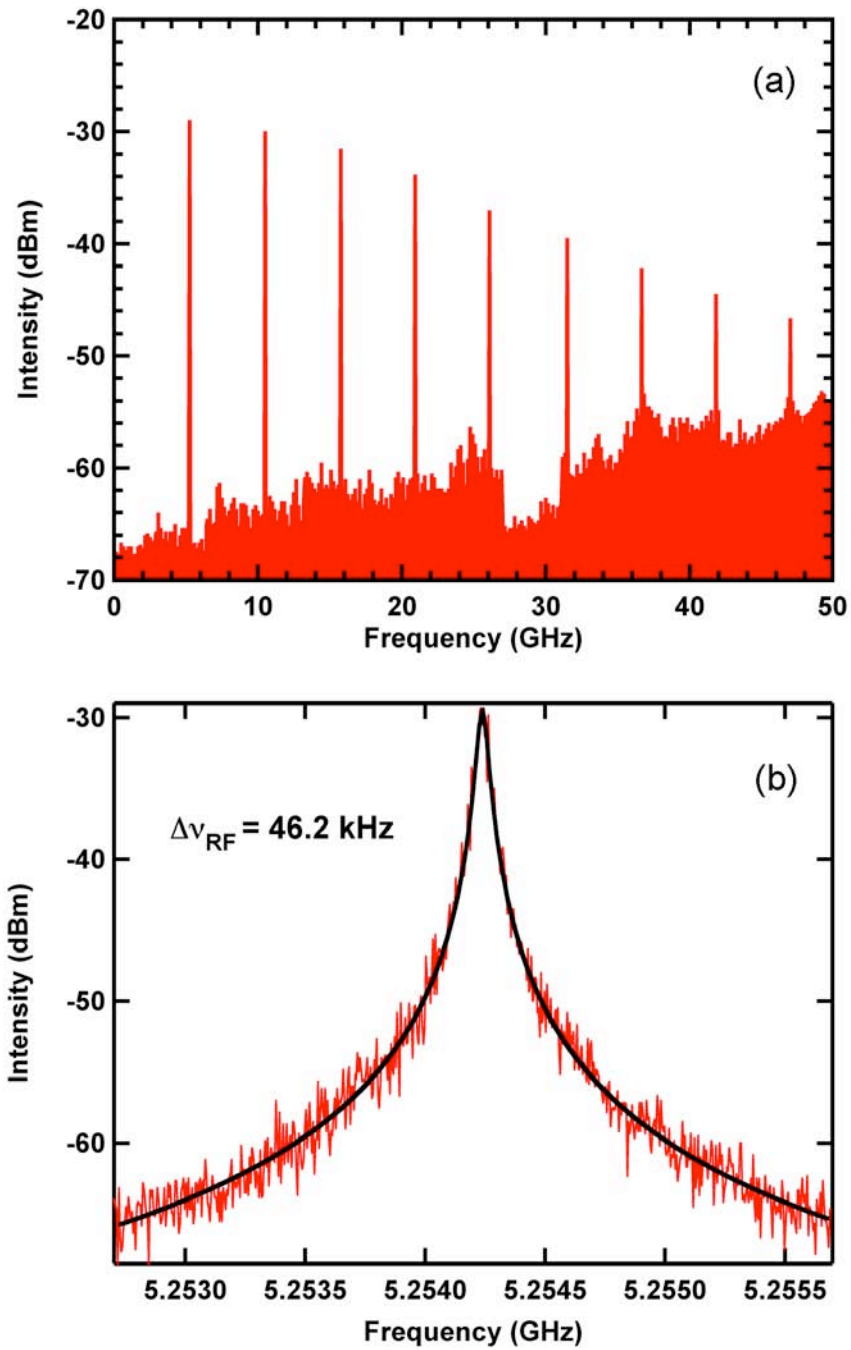 -20
(a)
-30
-40
-50
-60
-70
Intensity (dBm)
0 10 20 30 40 50
Frequency (GHz)
-30
(b)
Δν_RF = 46.2 kHz
-40
-50
-60
Intensity (dBm)
5.2530 5.2535 5.2540 5.2545 5.2550 5.2555
Frequency (GHz)